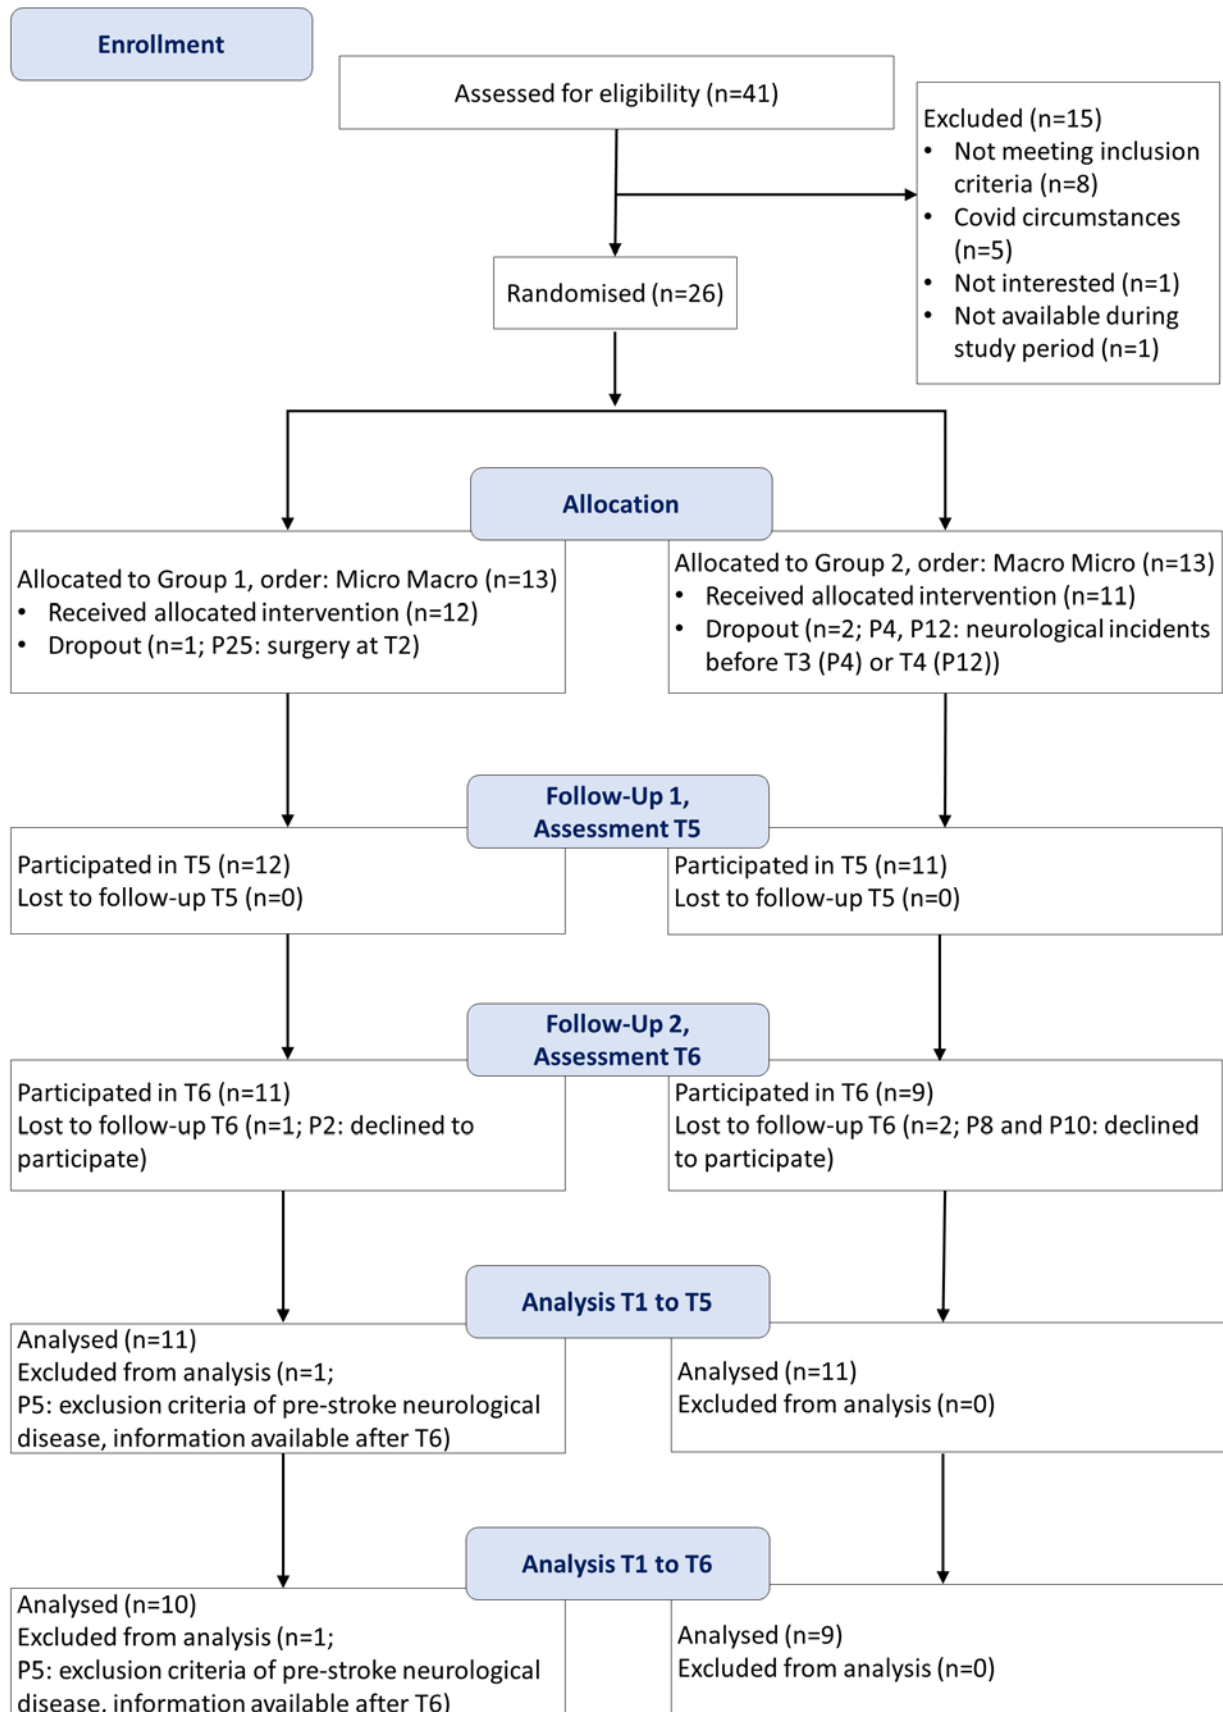 Enrollment
Assessed for eligibility (n=41)
Excluded (n=15)
• Not meeting inclusion
criteria (n=8)
• Covid circumstances
(n=5)
• Not interested (n=1)
• Not available during
study period (n=1)
Randomised (n=26)
Allocation
Allocated to Group 1, order: Micro Macro (n=13)
• Received allocated intervention (n=12)
• Dropout (n=1; P25: surgery at T2)
Allocated to Group 2, order: Macro Micro (n=13)
• Received allocated intervention (n=11)
• Dropout (n=2; P4, P12: neurological incidents
before T3 (P4) or T4 (P12))
Follow-Up 1,
Assessment T5
Participated in T5 (n=12)
Lost to follow-up T5 (n=0)
Participated in T5 (n=11)
Lost to follow-up T5 (n=0)
Follow-Up 2,
Assessment T6
Participated in T6 (n=11)
Lost to follow-up T6 (n=1; P2: declined to
participate)
Participated in T6 (n=9)
Lost to follow-up T6 (n=2; P8 and P10: declined
to participate)
Analysis T1 to T5
Analysed (n=11)
Excluded from analysis (n=1;
P5: exclusion criteria of pre-stroke neurological
disease, information available after T6)
Analysed (n=11)
Excluded from analysis (n=0)
Analysis T1 to T6
Analysed (n=10)
Excluded from analysis (n=1;
P5: exclusion criteria of pre-stroke neurological
disease, information available after T6)
Analysed (n=9)
Excluded from analysis (n=0)